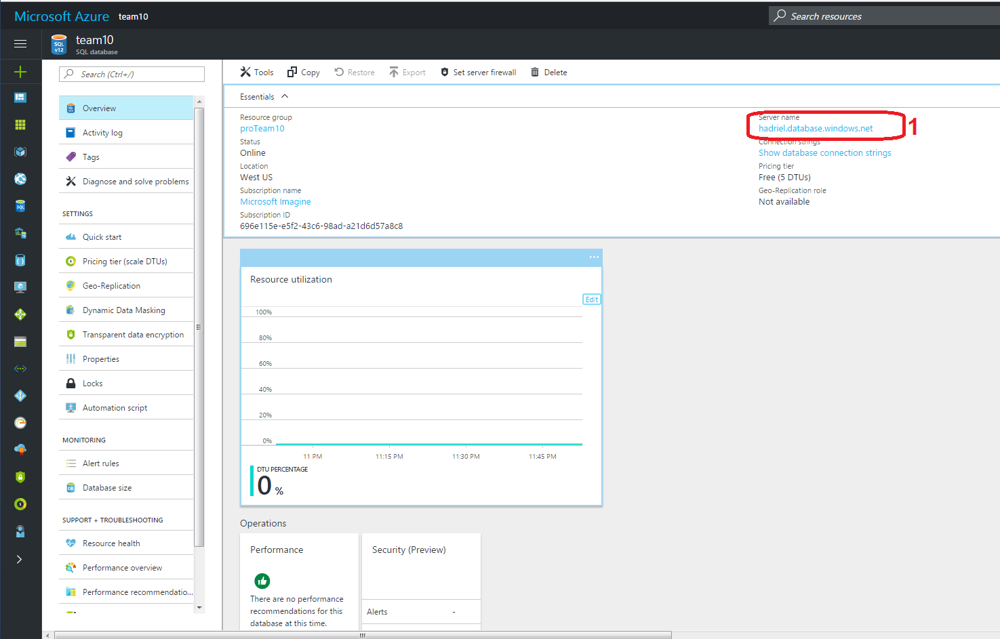 Microsoft Azure team10
Search resources
SQL v12
team10
SQL database
Search (Ctrl+/)
Overview
Activity log
Tags
Diagnose and solve problems
SETTINGS
Quick start
Pricing tier (scale DTUs)
Geo-Replication
Dynamic Data Masking
Transparent data encryption
Properties
Locks
Automation script
MONITORING
Alert rules
Database size
SUPPORT + TROUBLESHOOTING
Resource health
Performance overview
Performance recommendatio...
Tools Copy Restore Export Set server firewall Delete
Essentials
Resource group
proTeam10
Status
Online
Location
West US
Subscription name
Microsoft Imagine
Subscription ID
696e115e-e5f2-43c6-98ad-a21d6d57a8c8
Server name
hadriel.database.windows.net
1
Connection strings
Show database connection strings
Pricing tier
Free (5 DTUs)
Geo-Replication role
Not available
...
Resource utilization
Edit
100%
80%
60%
40%
20%
0%
11 PM 11:15 PM 11:30 PM 11:45 PM
DTU PERCENTAGE
0 %
Operations
Performance
There are no performance
recommendations for this
database at this time.
Security (Preview)
Alerts -